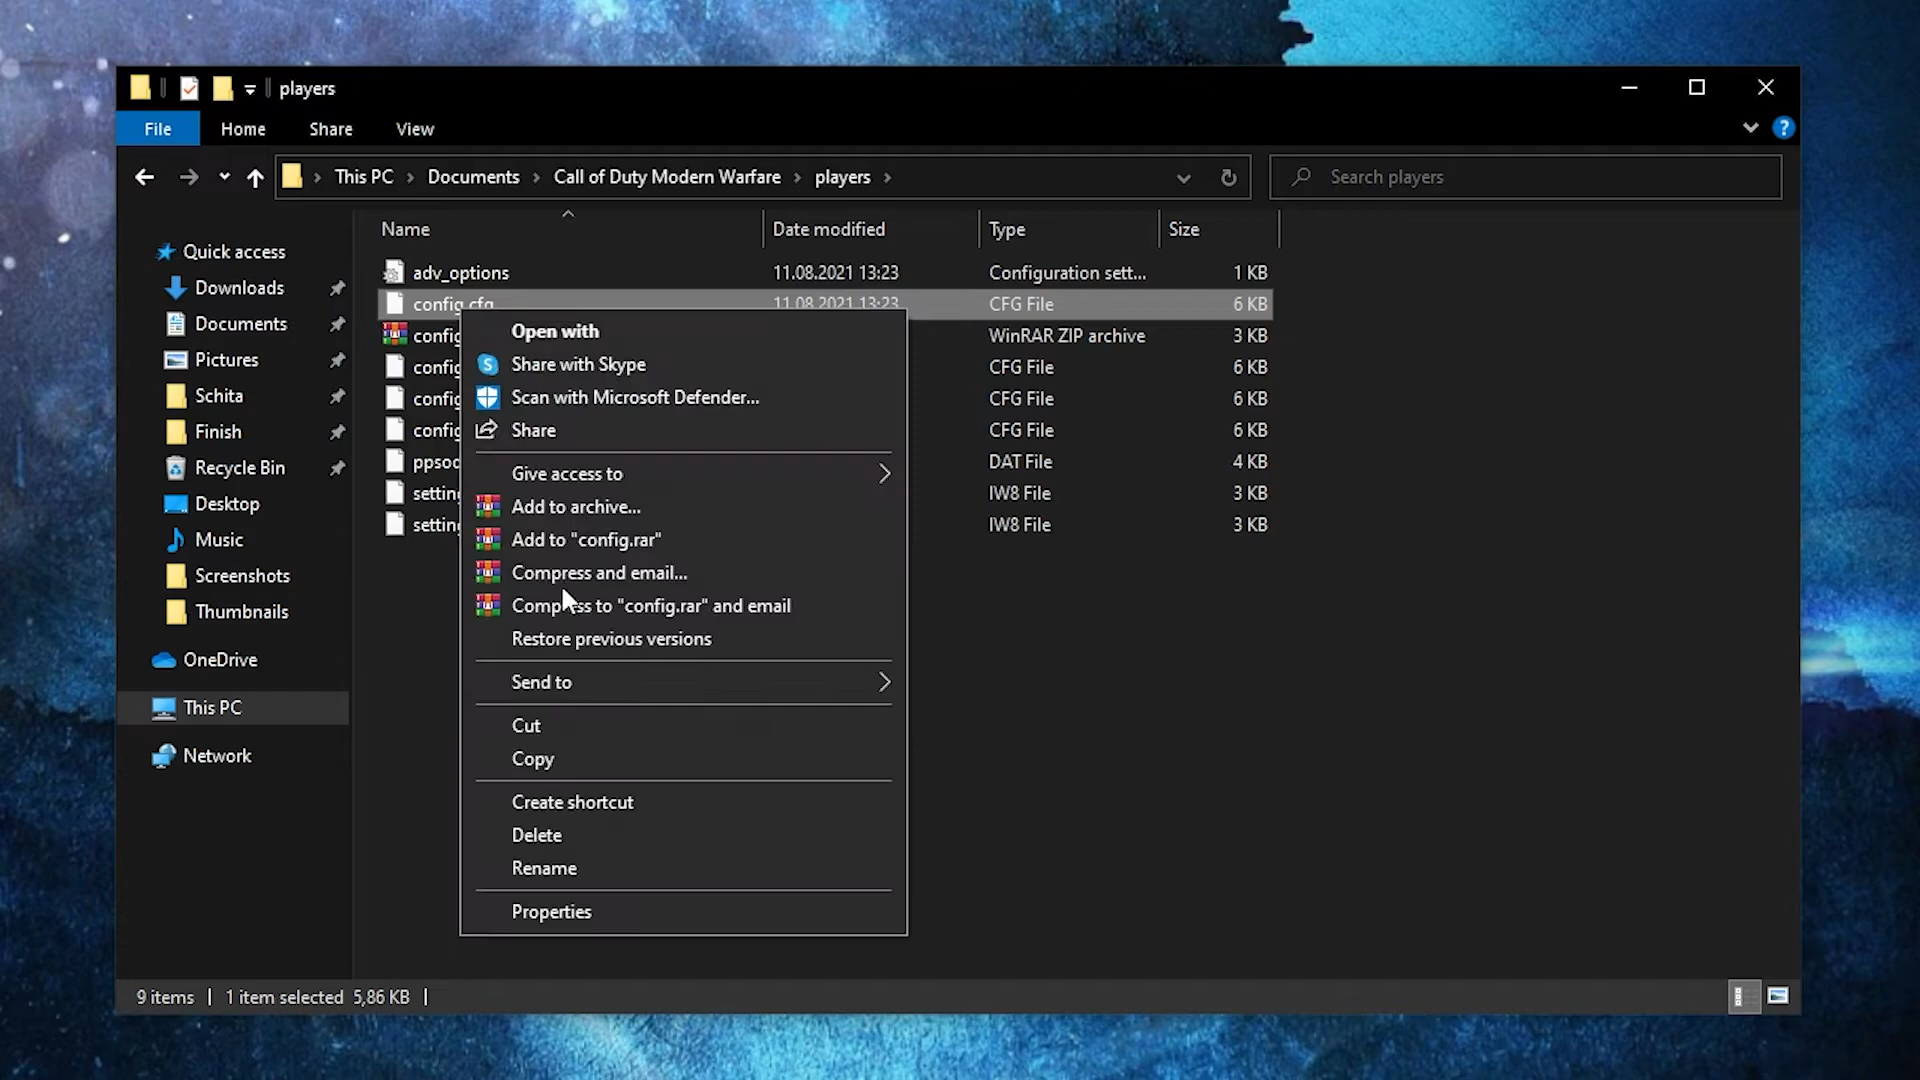 players
File Home Share View
This PC Documents Call of Duty Modern Warfare players
Search players
Name Date modified Type Size
Quick access
Downloads
Documents
Pictures
Schita
Finish
Recycle Bin
Desktop
Music
Screenshots
Thumbnails
OneDrive
This PC
Network
adv_options 11.08.2021 13:23 Configuration sett... 1 KB
config.cfg 11.08.2021 13:23 CFG File 6 KB
config WinRAR ZIP archive 3 KB
config CFG File 6 KB
config CFG File 6 KB
config CFG File 6 KB
DAT File 4 KB
IW8 File 3 KB
IW8 File 3 KB
Open with
Share with Skype
Scan with Microsoft Defender...
Share
Give access to
Add to archive...
Add to "config.rar"
Compress and email...
Compress to "config.rar" and email
Restore previous versions
Send to
Cut
Copy
Create shortcut
Delete
Rename
Properties
9 items 1 item selected 5,86 KB